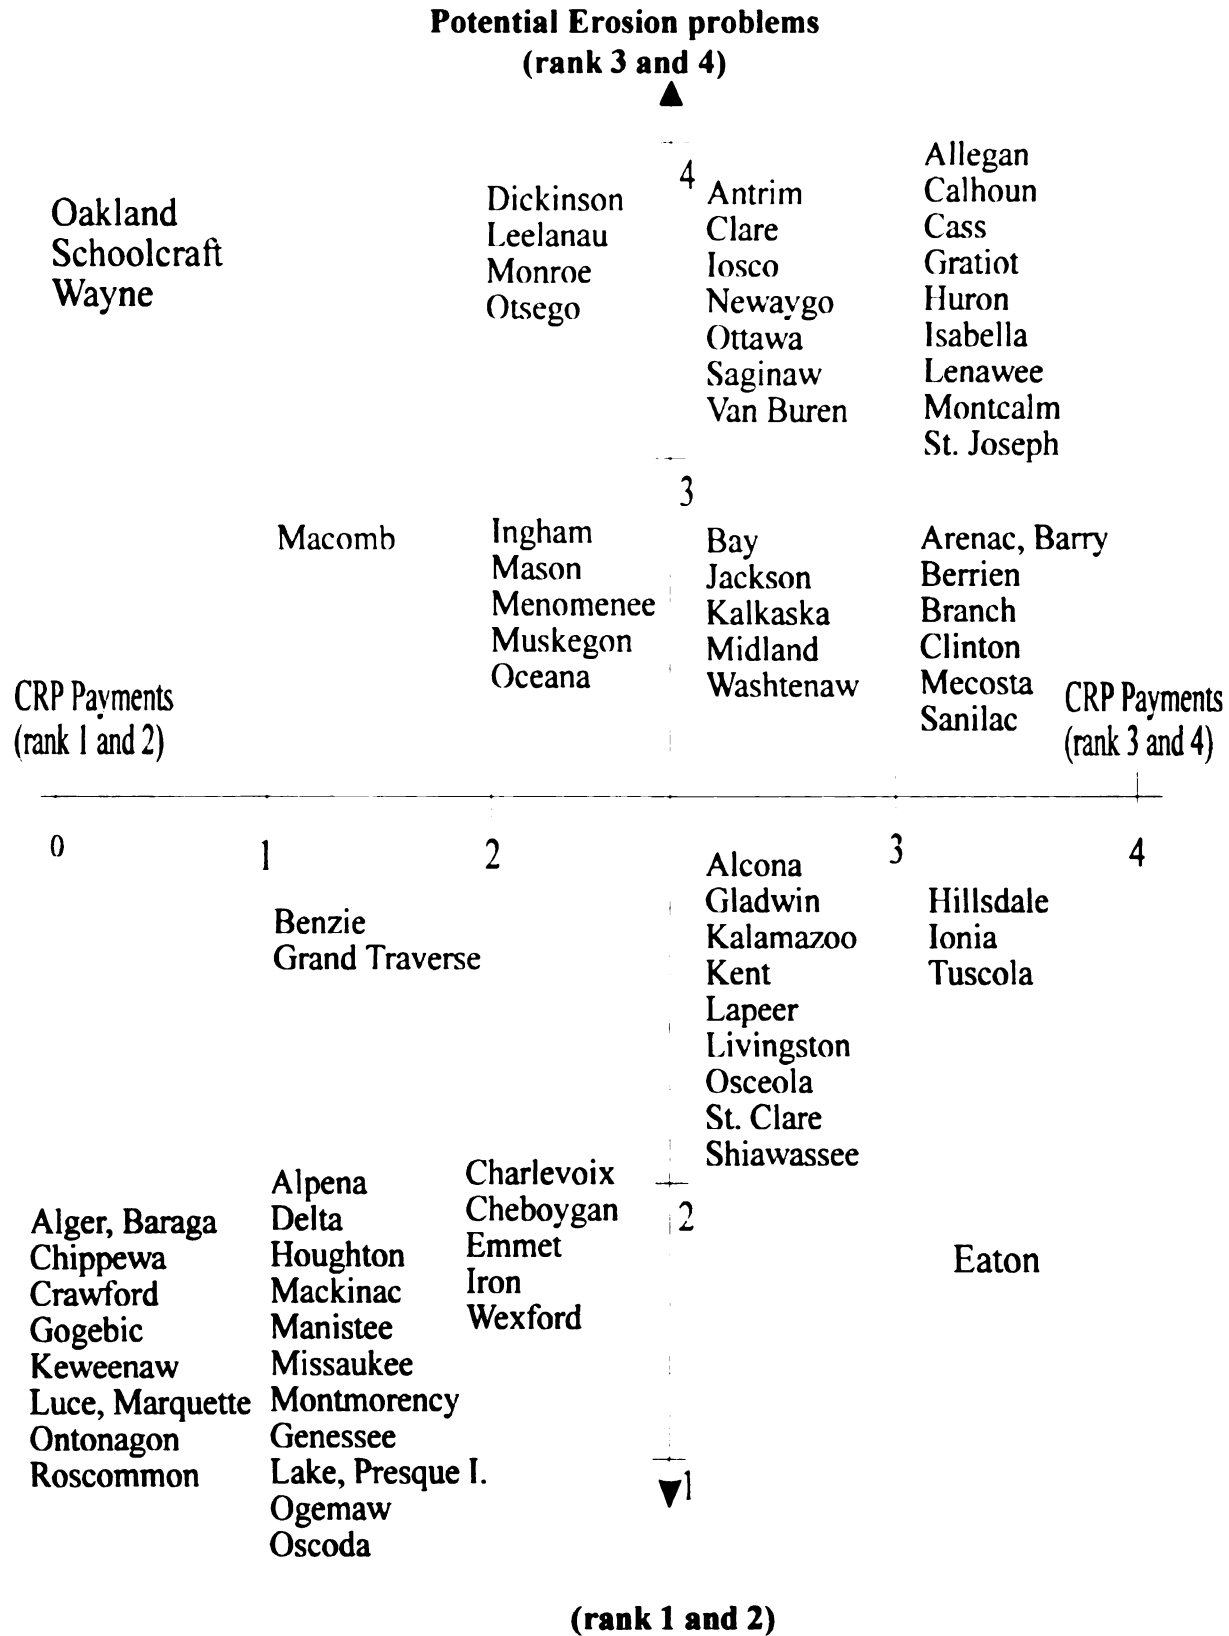 Potential Erosion problems
(rank 3 and 4)
4
Oakland
Schoolcraft
Wayne
Dickinson
Leelanau
Monroe
Otsego
Antrim
Clare
Iosco
Newaygo
Ottawa
Saginaw
Van Buren
Allegan
Calhoun
Cass
Gratiot
Huron
Isabella
Lenawee
Montcalm
St. Joseph
3
Macomb
Ingham
Mason
Menomenee
Muskegon
Oceana
Bay
Jackson
Kalkaska
Midland
Washtenaw
Arenac, Barry
Berrien
Branch
Clinton
Mecosta
Sanilac
CRP Payments
(rank 1 and 2)
CRP Payments
(rank 3 and 4)
0
1
2
3
4
Benzie
Grand Traverse
Alcona
Gladwin
Kalamazoo
Kent
Lapeer
Livingston
Osceola
St. Clare
Shiawassee
Hillsdale
Ionia
Tuscola
2
Alger, Baraga
Chippewa
Crawford
Gogebic
Keweenaw
Luce, Marquette
Ontonagon
Roscommon
Alpena
Delta
Houghton
Mackinac
Manistee
Missaukee
Montmorency
Genessee
Lake, Presque I.
Ogemaw
Oscoda
Charlevoix
Cheboygan
Emmet
Iron
Wexford
Eaton
1
(rank 1 and 2)